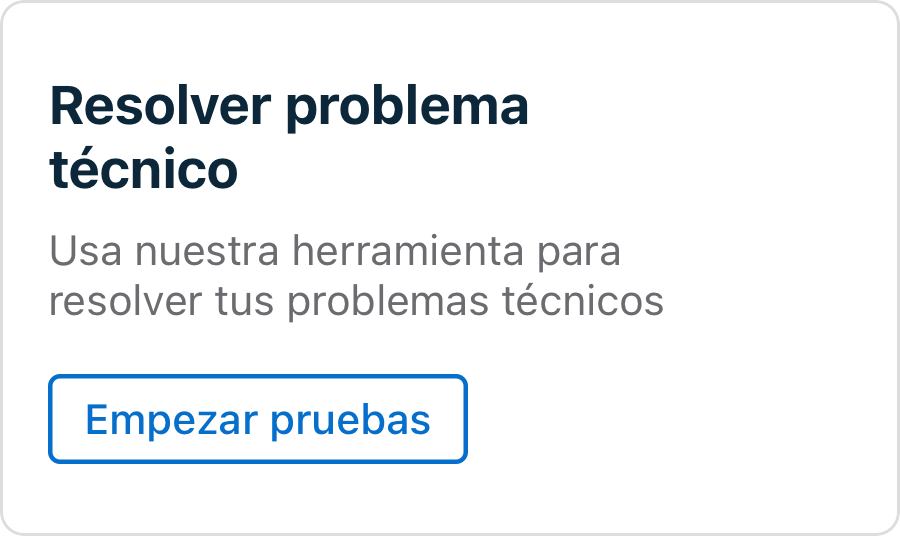 Resolver problema
técnico
Usa nuestra herramienta para
resolver tus problemas técnicos
Empezar pruebas